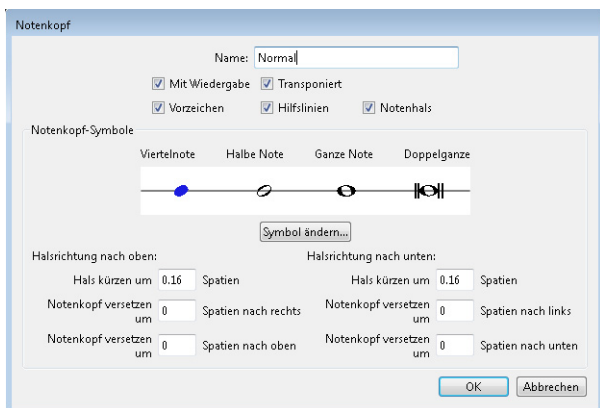 Notenkopf
Name: Normal
Mit Wiedergabe Transponiert
Vorzeichen Hilfslinien Notenhals
Notenkopf-Symbole
Viertelnote Halbe Note Ganze Note Doppelganze
Symbol ändern...
Halsrichtung nach oben: Halsrichtung nach unten:
Hals kürzen um 0.16 Spatien Hals kürzen um 0.16 Spatien
Notenkopf versetzen um 0 Spatien nach rechts Notenkopf versetzen um 0 Spatien nach links
Notenkopf versetzen um 0 Spatien nach oben Notenkopf versetzen um 0 Spatien nach unten
OK Abbrechen